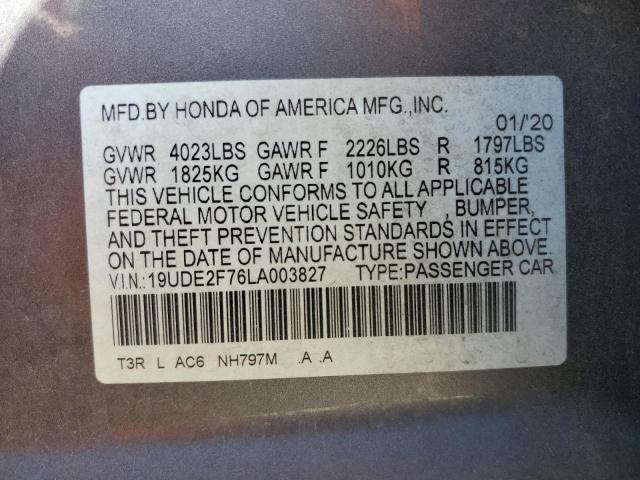 MFD.BY HONDA OF AMERICA MFG.,INC.
01/'20
GVWR 4023LBS GAWR F 2226LBS R 1797LBS
GVWR 1825KG GAWR F 1010KG R 815KG
THIS VEHICLE CONFORMS TO ALL APPLICABLE
FEDERAL MOTOR VEHICLE SAFETY , BUMPER,
AND THEFT PREVENTION STANDARDS IN EFFECT
ON THE DATE OF MANUFACTURE SHOWN ABOVE.
V.I.N.:19UDE2F76LA003827 TYPE:PASSENGER CAR
T3R L AC6 NH797M .A .A